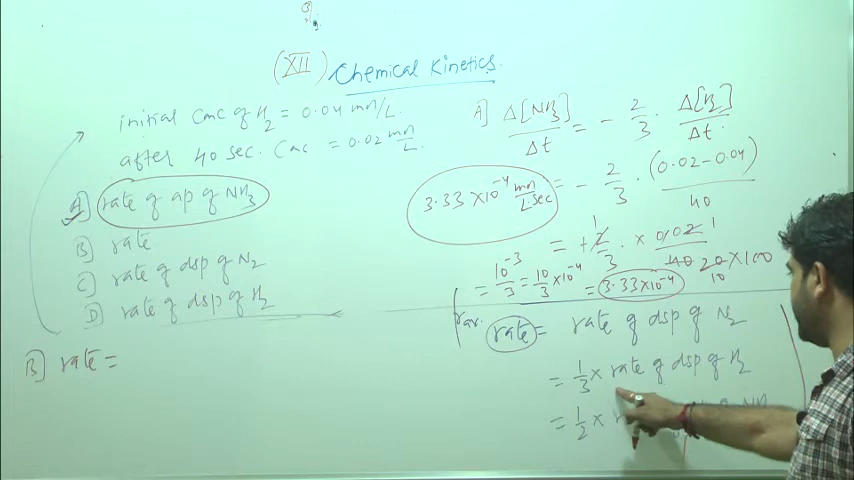 (XII) Chemical Kinetics.
initial Conc of H2 = 0.04 mol/L.
after 40 sec. Conc = 0.02 mol/L.
A] rate of ap of NH3
B] rate
C] rate of dsp of N2
D] rate of dsp of H2
B] rate =
A] Δ[NH3]/Δt = - 2/3 . Δ[H2]/Δt.
3.33 x 10^-4 mol/L sec = - 2/3 . (0.02-0.04)/40
= + 2/3 x 0.02/40
= 10^-3/3 = 10/3 x 10^-4 = 3.33x10^-4
rate = rate of dsp of N2
= 1/3 x rate of dsp of H2
= 1/2 x